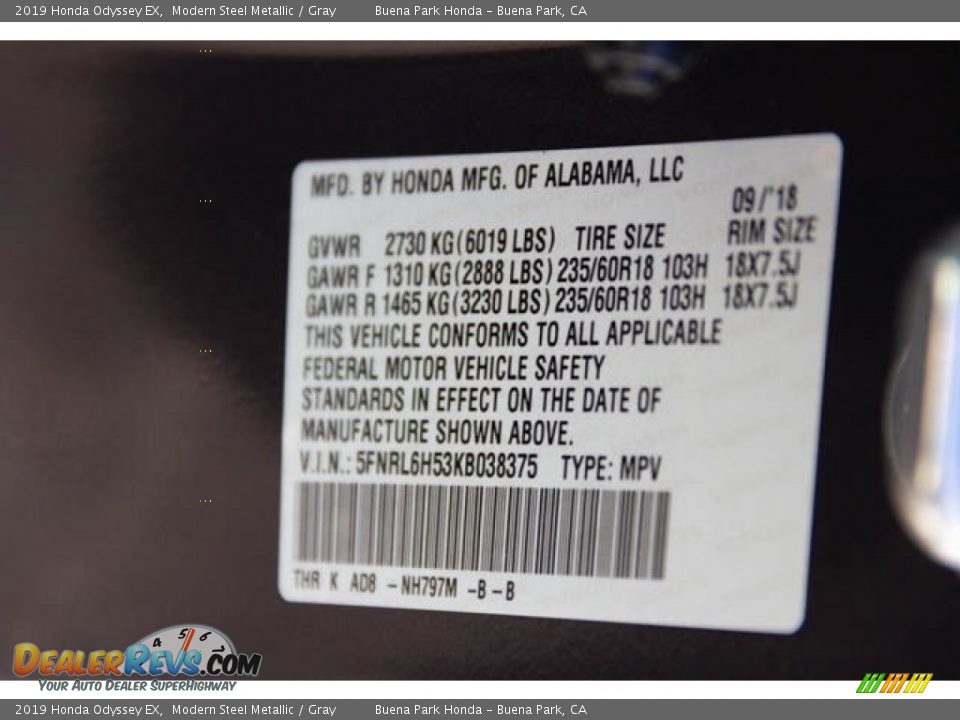 2019 Honda Odyssey EX, Modern Steel Metallic / Gray Buena Park Honda - Buena Park, CA
MFD. BY HONDA MFG. OF ALABAMA, LLC
09/'18
GVWR 2730 KG(6019 LBS) TIRE SIZE RIM SIZE
GAWR F 1310 KG(2888 LBS) 235/60R18 103H 18X7.5J
GAWR R 1465 KG(3230 LBS) 235/60R18 103H 18X7.5J
THIS VEHICLE CONFORMS TO ALL APPLICABLE
FEDERAL MOTOR VEHICLE SAFETY
STANDARDS IN EFFECT ON THE DATE OF
MANUFACTURE SHOWN ABOVE.
V.I.N.: 5FNRL6H53KB038375 TYPE: MPV
THR K AD8 -NH797M -B-B
4 5 6
DEALERREVS.COM
YOUR AUTO DEALER SUPERHIGHWAY
2019 Honda Odyssey EX, Modern Steel Metallic / Gray Buena Park Honda - Buena Park, CA